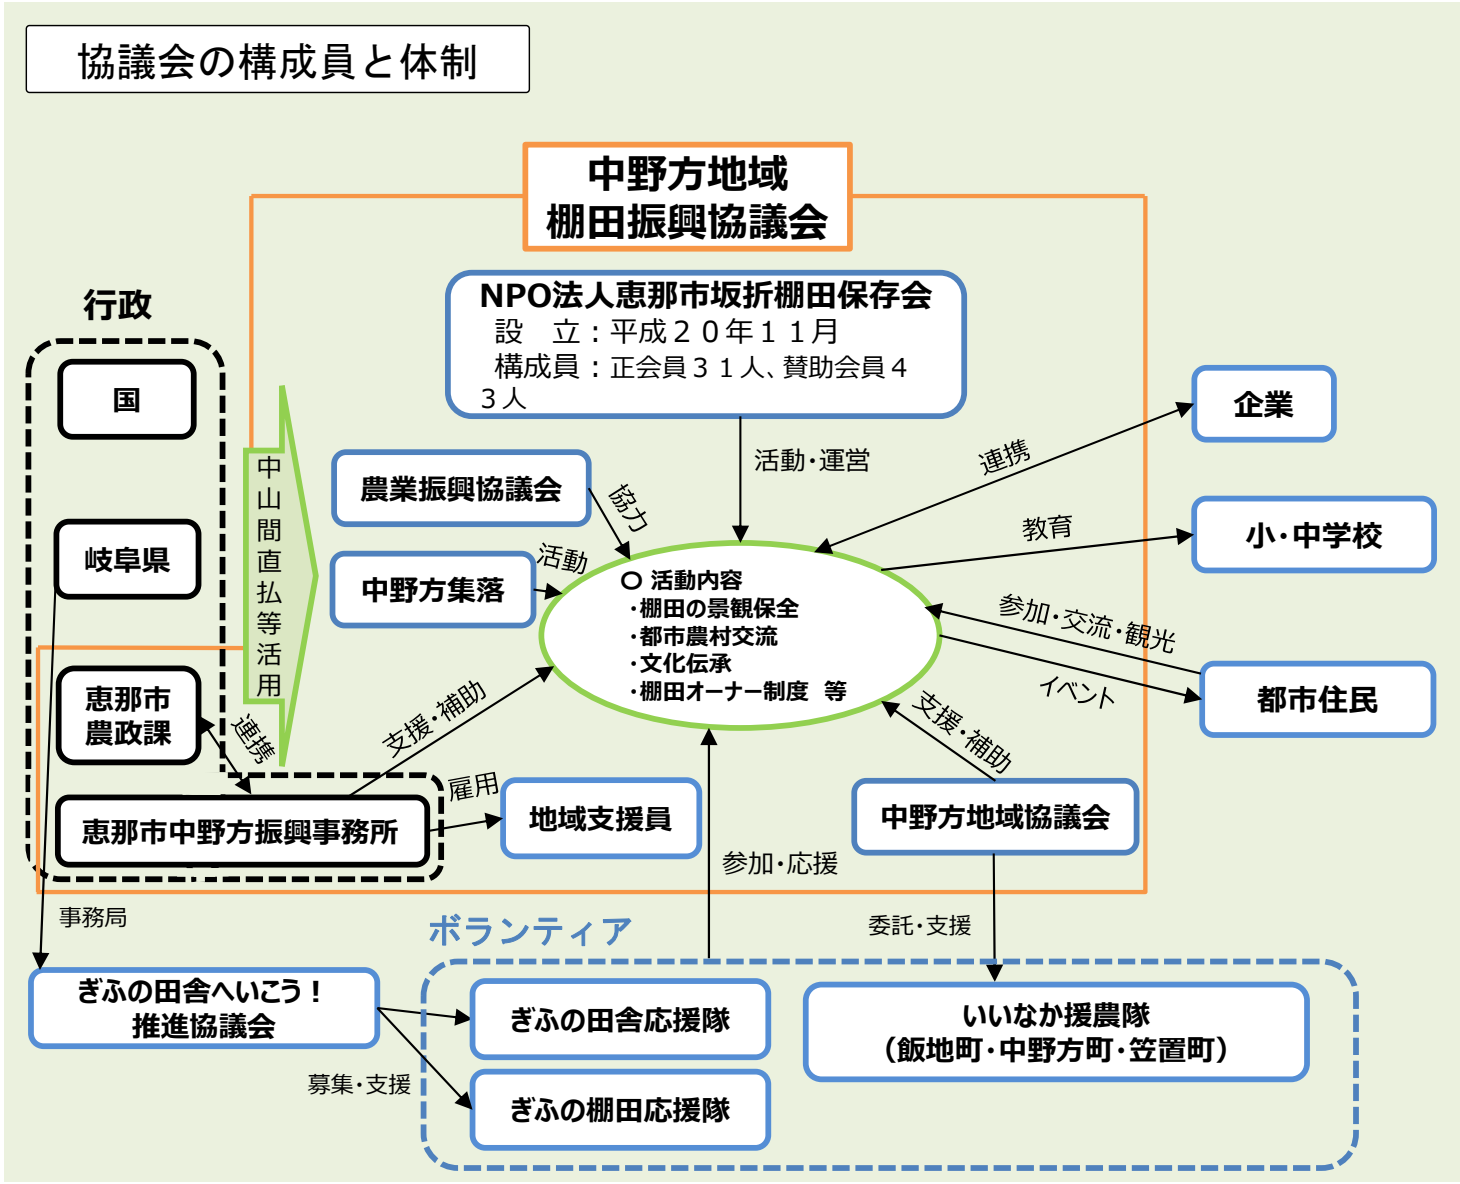 協議会の構成員と体制
中野方地域
棚田振興協議会
NPO法人恵那市坂折棚田保存会
設　立：平成２０年１１月
構成員：正会員３１人、賛助会員４
３人
行政
国
岐阜県
恵那市
農政課
恵那市中野方振興事務所
中山間直払等活用
農業振興協議会
中野方集落
協力
活動
活動・運営
〇 活動内容
・棚田の景観保全
・都市農村交流
・文化伝承
・棚田オーナー制度　等
連携
企業
教育
小・中学校
参加・交流・観光
イベント
都市住民
連携
支援・補助
雇用
地域支援員
支援・補助
中野方地域協議会
参加・応援
委託・支援
事務局
ぎふの田舎へいこう！
推進協議会
募集・支援
ボランティア
ぎふの田舎応援隊
ぎふの棚田応援隊
いいなか援農隊
（飯地町・中野方町・笠置町）